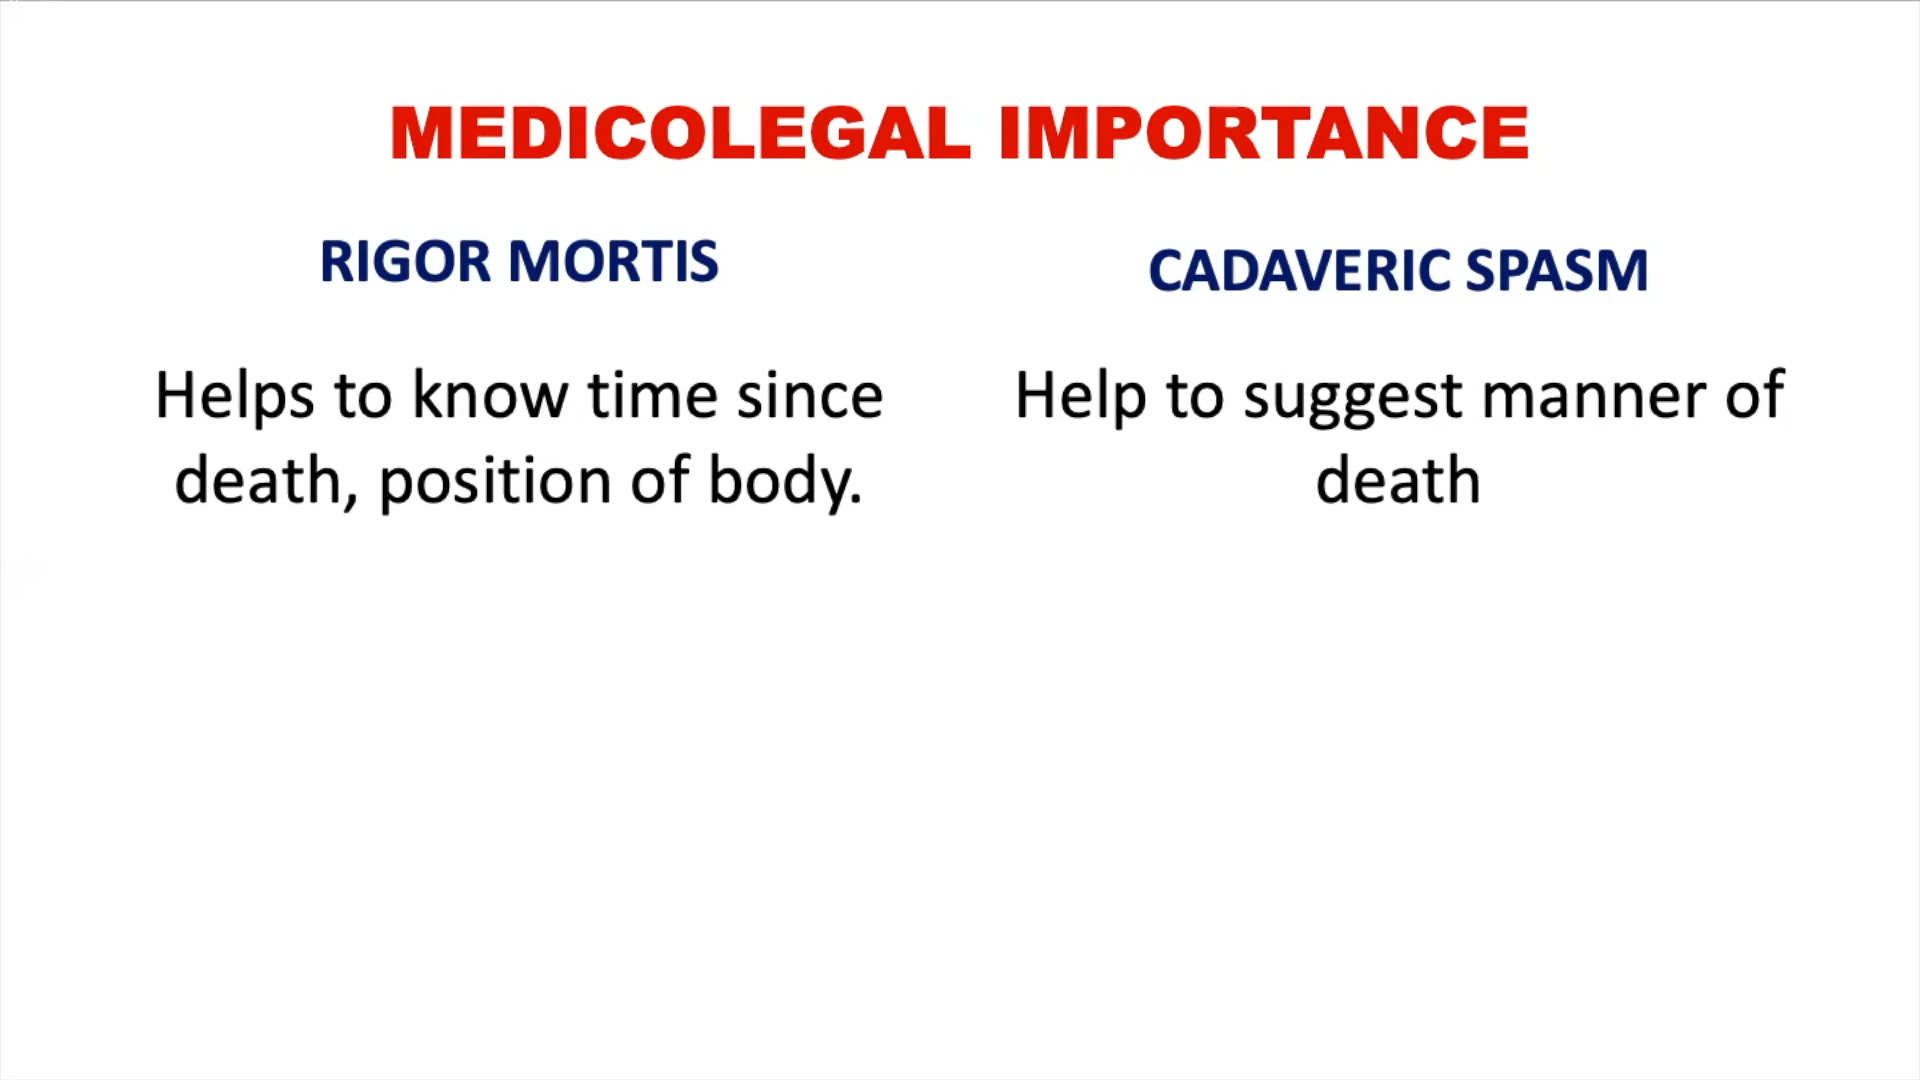 MEDICOLEGAL IMPORTANCE
RIGOR MORTIS
Helps to know time since
death, position of body.
CADAVERIC SPASM
Help to suggest manner of
death